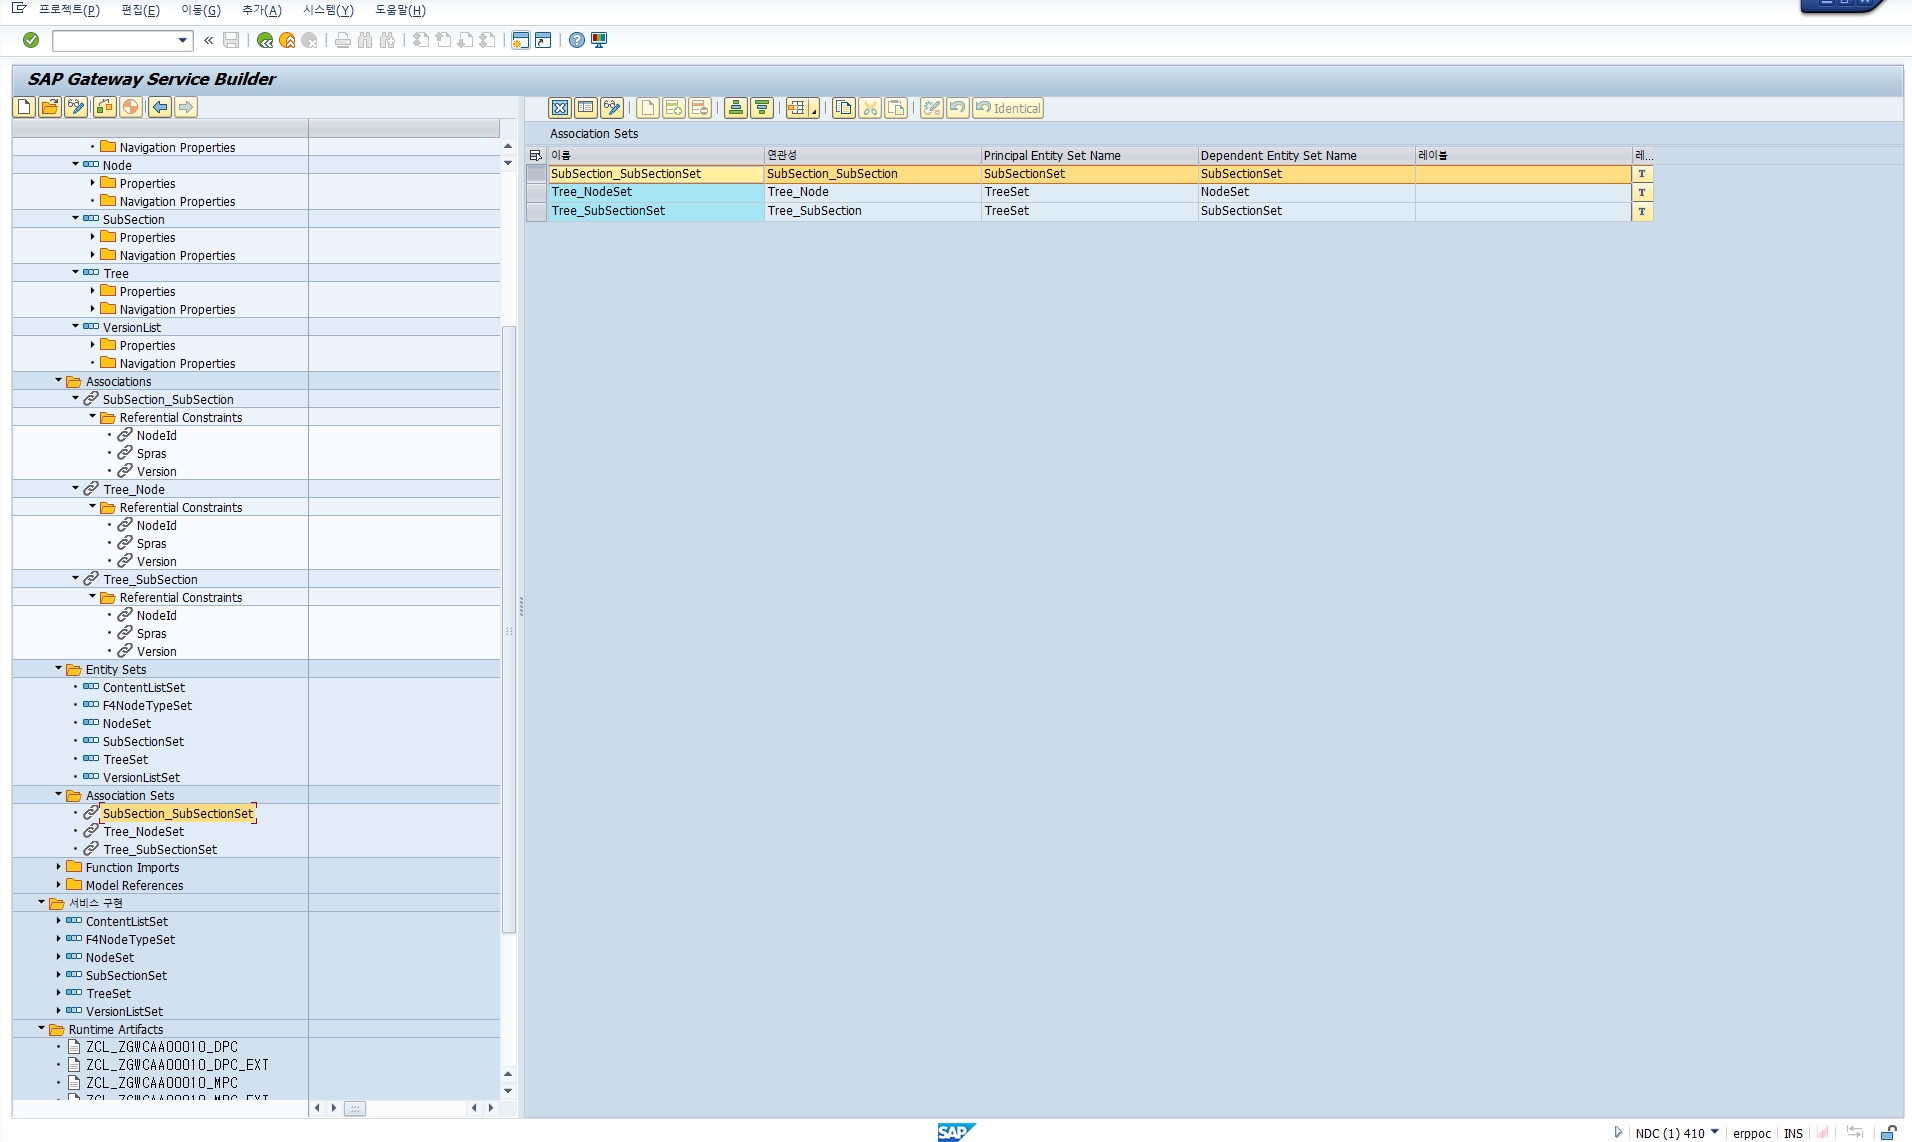 프로젝트(P) 편집(E) 이동(G) 추가(A) 시스템(Y) 도움말(H)
SAP Gateway Service Builder
Identical
Association Sets
이름 연관성 Principal Entity Set Name Dependent Entity Set Name 레이블 레...
SubSection_SubSectionSet SubSection_SubSection SubSectionSet SubSectionSet T
Tree_NodeSet Tree_Node TreeSet NodeSet T
Tree_SubSectionSet Tree_SubSection TreeSet SubSectionSet T
Navigation Properties
Node
Properties
Navigation Properties
SubSection
Properties
Navigation Properties
Tree
Properties
Navigation Properties
VersionList
Properties
Navigation Properties
Associations
SubSection_SubSection
Referential Constraints
NodeId
Spras
Version
Tree_Node
Referential Constraints
NodeId
Spras
Version
Tree_SubSection
Referential Constraints
NodeId
Spras
Version
Entity Sets
ContentListSet
F4NodeTypeSet
NodeSet
SubSectionSet
TreeSet
VersionListSet
Association Sets
SubSection_SubSectionSet
Tree_NodeSet
Tree_SubSectionSet
Function Imports
Model References
서비스 구현
ContentListSet
F4NodeTypeSet
NodeSet
SubSectionSet
TreeSet
VersionListSet
Runtime Artifacts
ZCL_ZGWCAA00010_DPC
ZCL_ZGWCAA00010_DPC_EXT
ZCL_ZGWCAA00010_MPC
ZCL_ZGWCAA00010_MPC_EXT
SAP
NDC (1) 410 erppoc INS